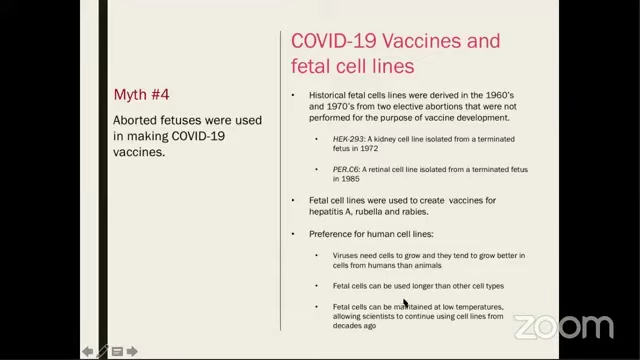 Myth #4
Aborted fetuses were used
in making COVID-19
vaccines.
COVID-19 Vaccines and
fetal cell lines
• Historical fetal cells lines were derived in the 1960's
and 1970's from two elective abortions that were not
performed for the purpose of vaccine development.
• HEK-293: A kidney cell line isolated from a terminated
fetus in 1972
• PER.C6: A retinal cell line isolated from a terminated fetus
in 1985
• Fetal cell lines were used to create vaccines for
hepatitis A, rubella and rabies.
• Preference for human cell lines:
• Viruses need cells to grow and they tend to grow better in
cells from humans than animals
• Fetal cells can be used longer than other cell types
• Fetal cells can be maintained at low temperatures,
allowing scientists to continue using cell lines from
decades ago
zoom